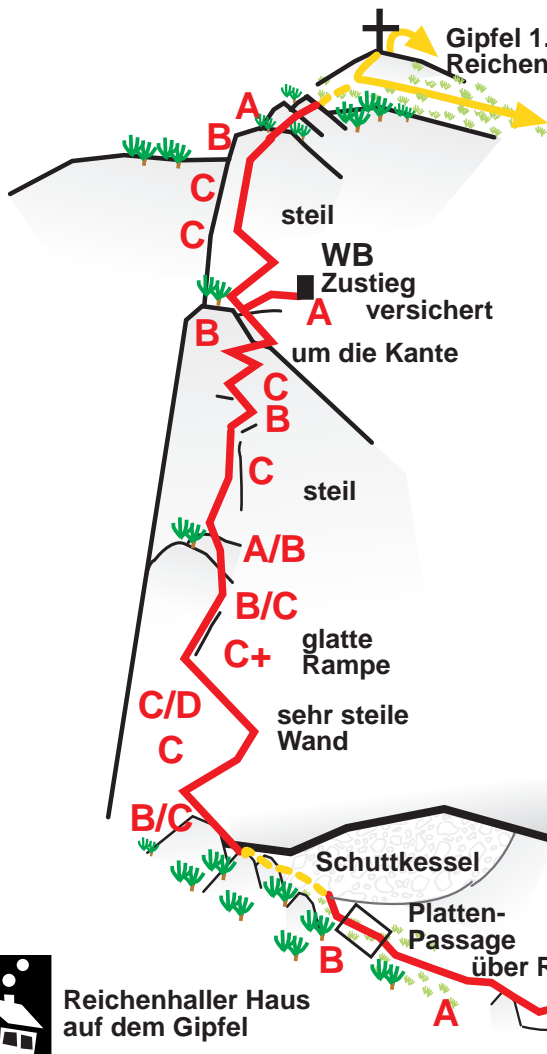 Gipfel 1.
Reichen
A
B
C
C
steil
WB
Zustieg
versichert
A
B
um die Kante
C
B
C
steil
A/B
B/C
C+
glatte
Rampe
C/D
sehr steile
Wand
C
B/C
Schuttkessel
Platten-
Passage
über R
B
A
Reichenhaller Haus
auf dem Gipfel